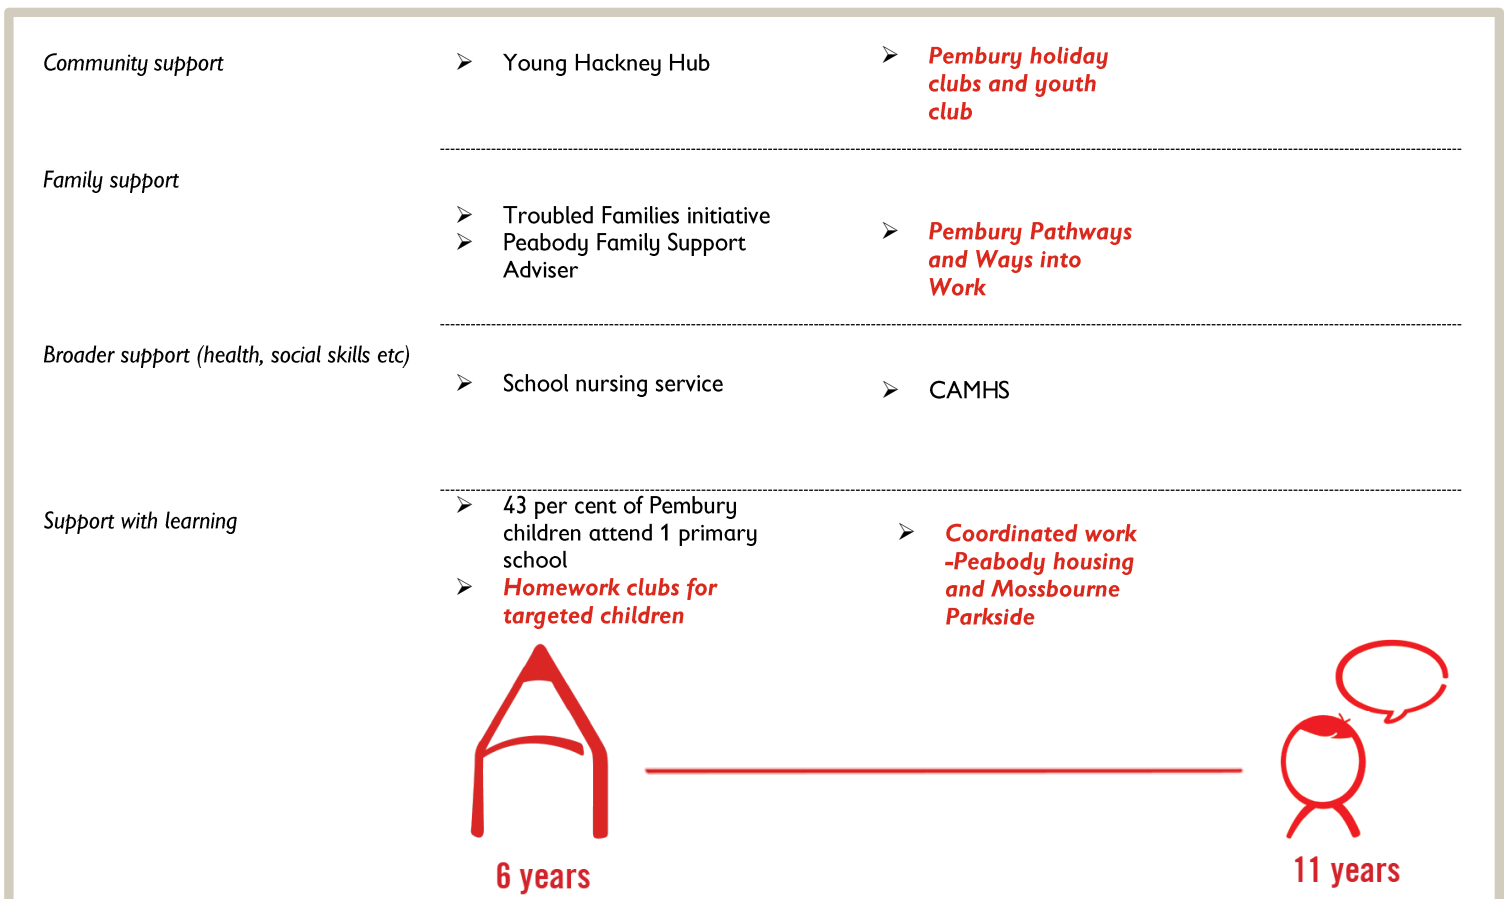 Community support
Young Hackney Hub
Pembury holiday
clubs and youth
club
Family support
Troubled Families initiative
Peabody Family Support
Adviser
Pembury Pathways
and Ways into
Work
Broader support (health, social skills etc)
School nursing service
CAMHS
Support with learning
43 per cent of Pembury
children attend 1 primary
school
Homework clubs for
targeted children
Coordinated work
-Peabody housing
and Mossbourne
Parkside
6 years
11 years